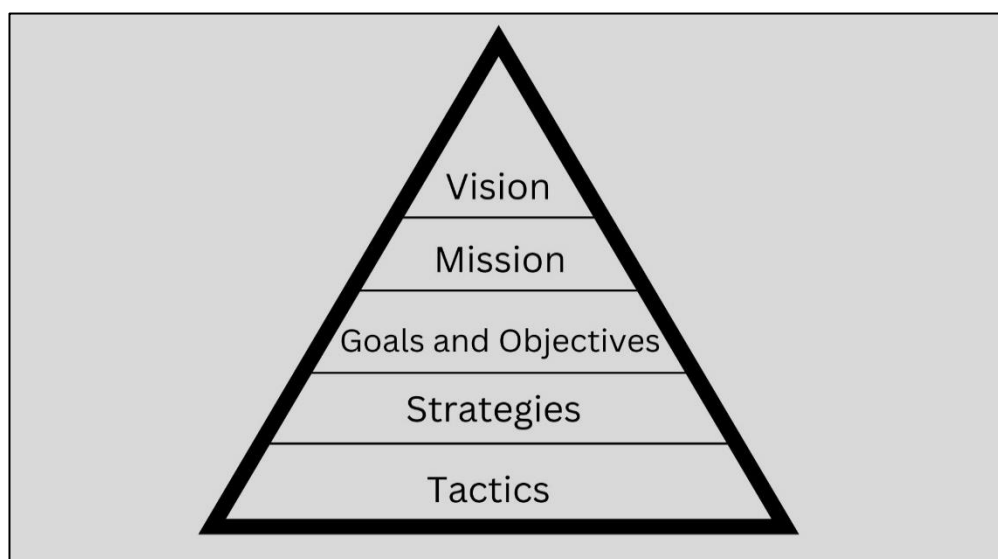 Vision
Mission
Goals and Objectives
Strategies
Tactics